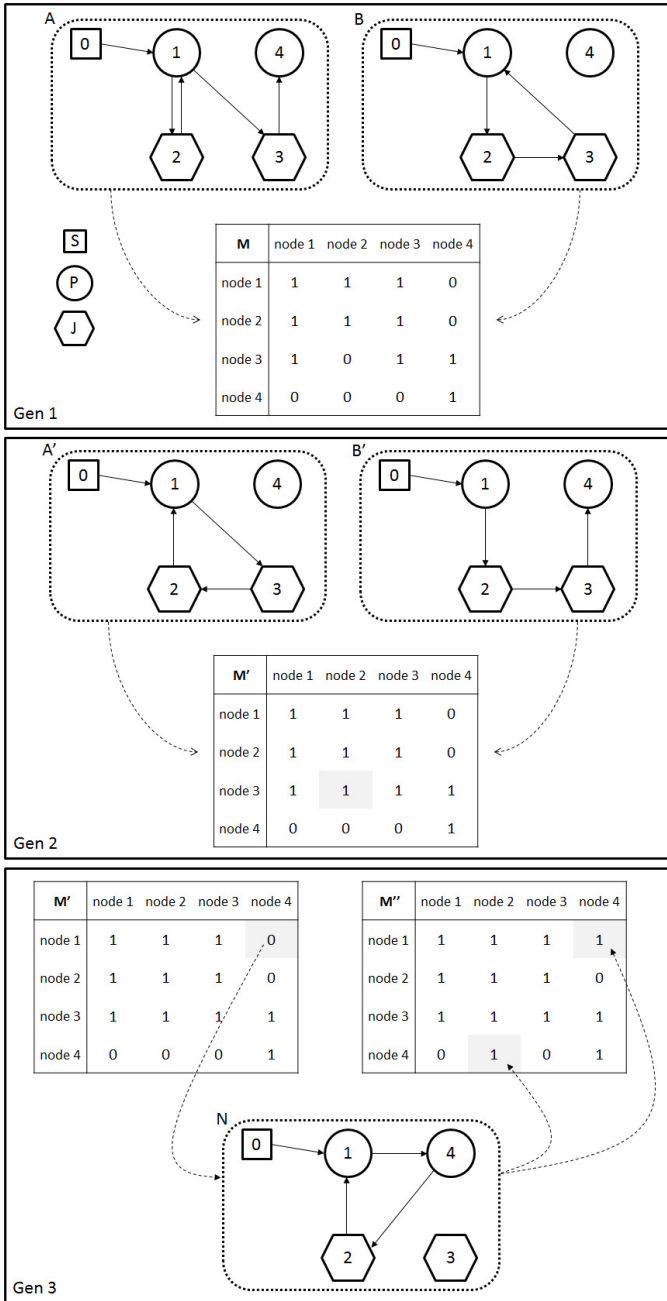 A
B
0
1
4
0
1
4
2
3
2
3
S
P
J
M node 1 node 2 node 3 node 4
node 1 1 1 1 0
node 2 1 1 1 0
node 3 1 0 1 1
node 4 0 0 0 1
Gen 1
A’
B’
0
1
4
0
1
4
2
3
2
3
M’ node 1 node 2 node 3 node 4
node 1 1 1 1 0
node 2 1 1 1 0
node 3 1 1 1 1
node 4 0 0 0 1
Gen 2
M’ node 1 node 2 node 3 node 4
node 1 1 1 1 0
node 2 1 1 1 0
node 3 1 1 1 1
node 4 0 0 0 1
M’’ node 1 node 2 node 3 node 4
node 1 1 1 1 1
node 2 1 1 1 0
node 3 1 1 1 1
node 4 0 1 0 1
N
0
1
4
2
3
Gen 3